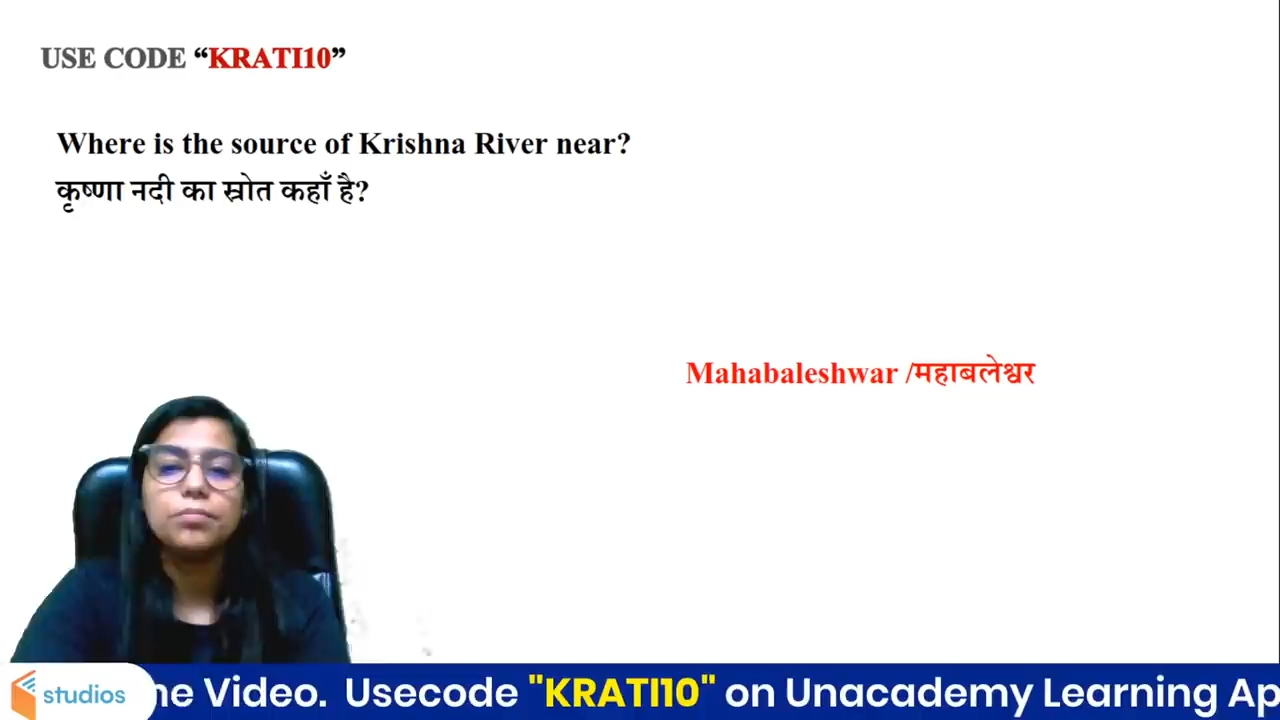 USE CODE “KRATI10”
Where is the source of Krishna River near?
कृष्णा नदी का स्रोत कहाँ है?
Mahabaleshwar /महाबलेश्वर
studios
ne Video. Usecode "KRATI10" on Unacademy Learning Ap